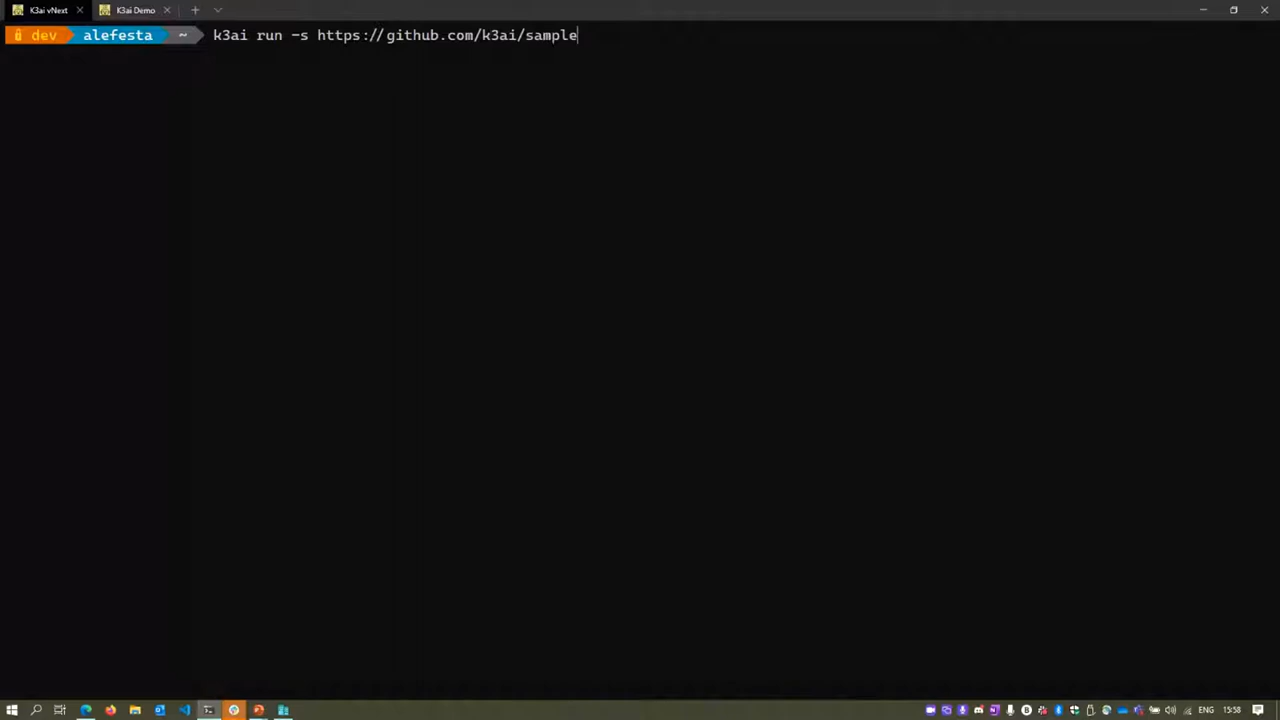 K3ai vNext
K3ai Demo
dev alefesta ~ k3ai run -s https://github.com/k3ai/sample
ENG 15:58